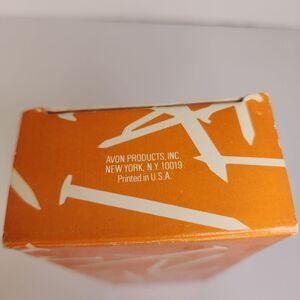 AVON PRODUCTS, INC.
NEW YORK, N.Y. 10019
Printed in U.S.A.